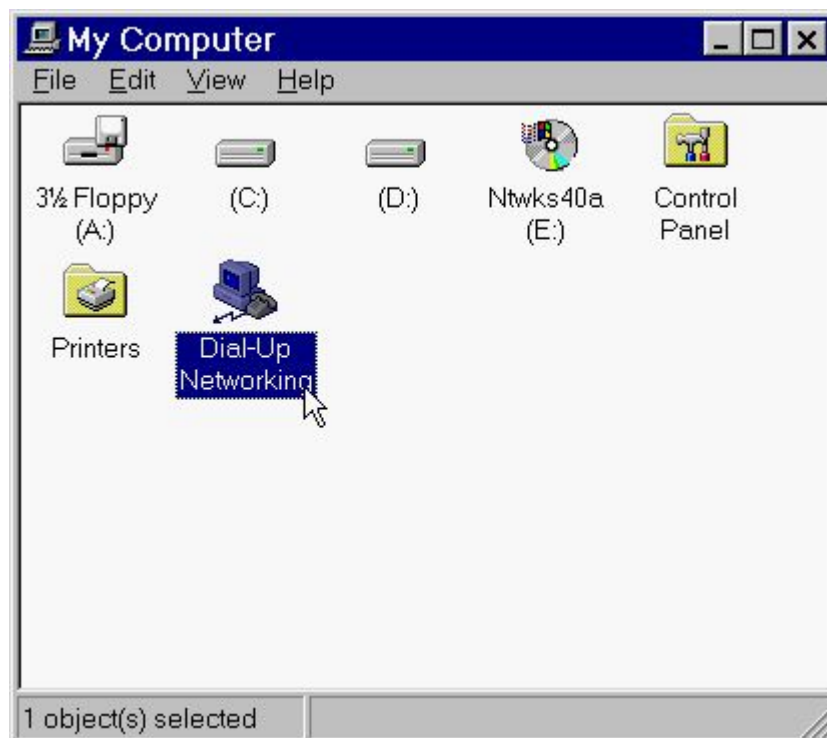 My Computer
File Edit View Help
3½ Floppy (A:)
(C:)
(D:)
Ntwks40a (E:)
Control Panel
Printers
Dial-Up Networking
1 object(s) selected